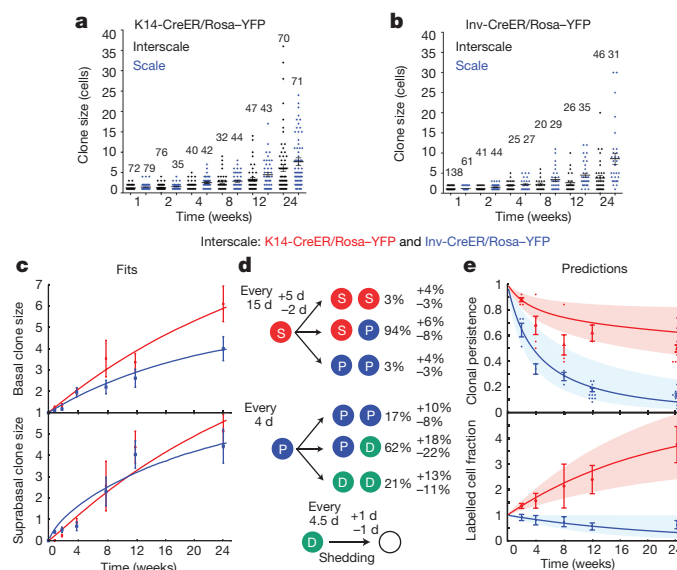 a
K14-CreER/Rosa–YFP
Interscale
Scale
Clone size (cells)
40
35
30
25
20
15
10
5
0
72 79 76 35 40 42 32 44 47 43 70 71
1 2 4 8 12 24
Time (weeks)
b
Inv-CreER/Rosa–YFP
Interscale
Scale
Clone size (cells)
40
35
30
25
20
15
10
5
0
138 61 41 44 25 27 20 29 26 35 46 31
1 2 4 8 12 24
Time (weeks)
Interscale: K14-CreER/Rosa–YFP and Inv-CreER/Rosa–YFP
c
Fits
Basal clone size
7
6
5
4
3
2
1
Suprabasal clone size
5
4
3
2
1
0
0 4 8 12 16 20 24
Time (weeks)
d
Every
15 d
+5 d
−2 d
S
S S 3% +4% −3%
S P 94% +6% −8%
P P 3% +4% −3%
Every
4 d
P
P P 17% +10% −8%
P D 62% +18% −22%
D D 21% +13% −11%
Every
4.5 d
+1 d
−1 d
D
Shedding
e
Predictions
Clonal persistence
1
0.8
0.6
0.4
0.2
0
Labelled cell fraction
5
4
3
2
1
0 4 8 12 16 20 24
Time (weeks)